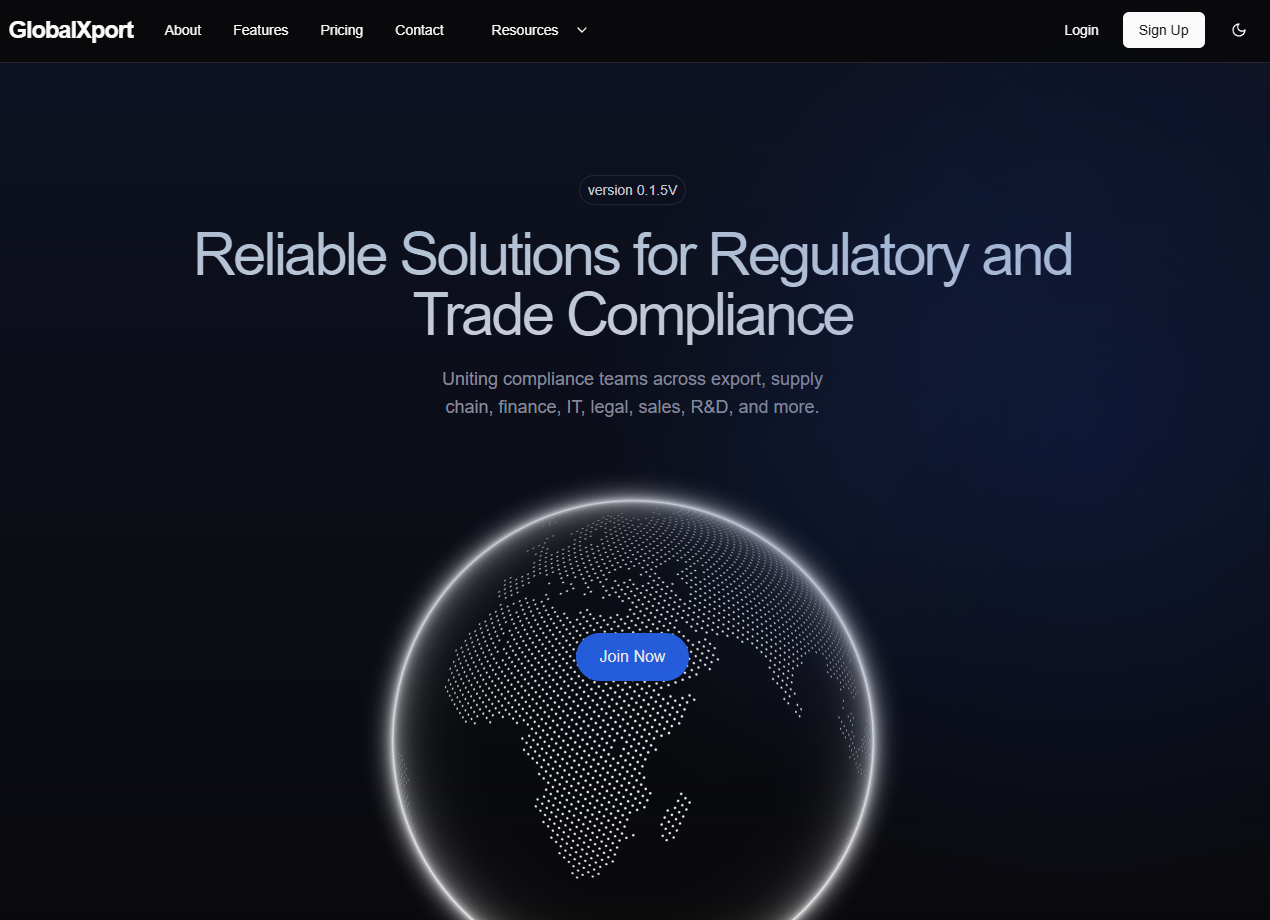 GlobalXport About Features Pricing Contact Resources Login Sign Up
version 0.1.5V
Reliable Solutions for Regulatory and
Trade Compliance
Uniting compliance teams across export, supply
chain, finance, IT, legal, sales, R&D, and more.
Join Now